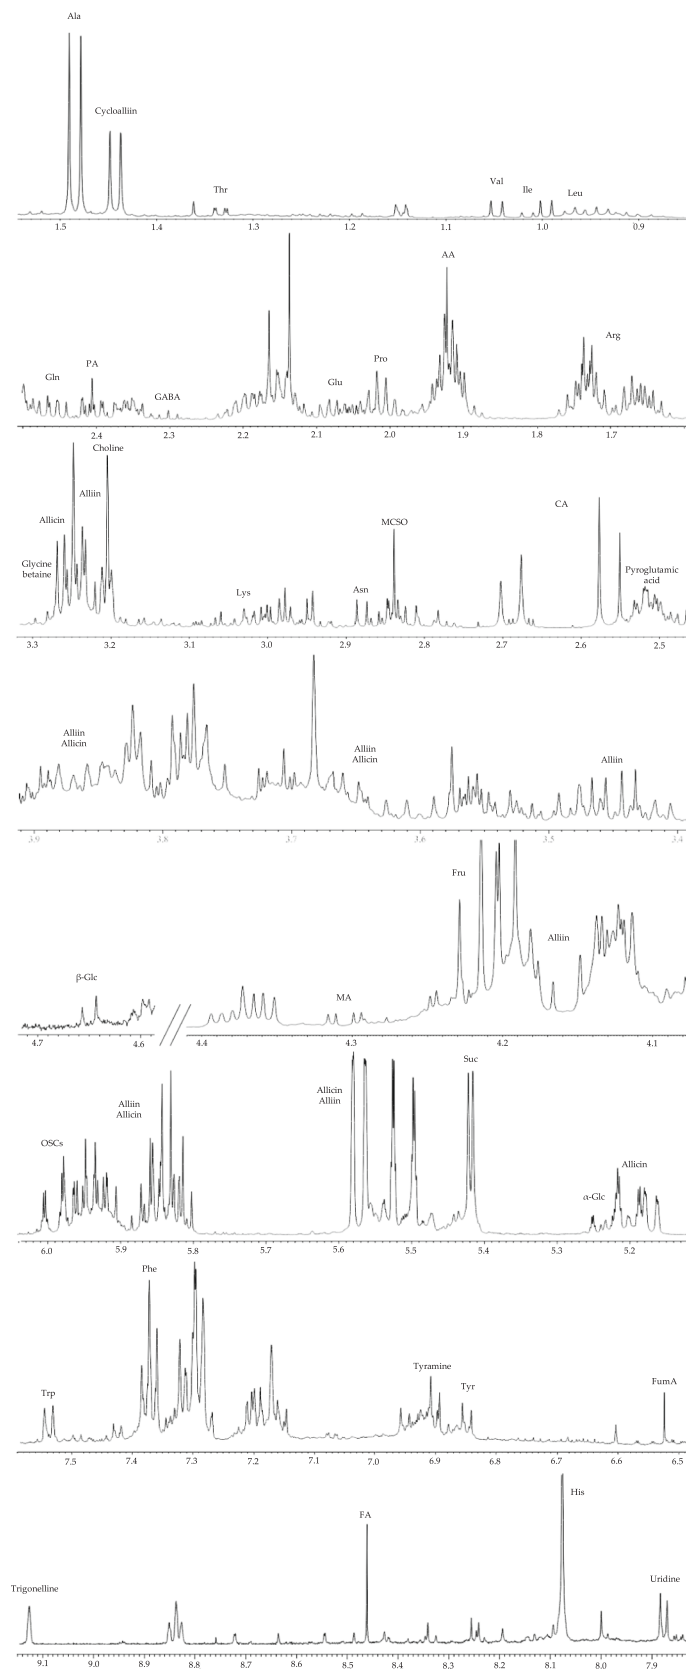 Ala
Cycloalliin
Thr
Val
Ile
Leu
1.5 1.4 1.3 1.2 1.1 1.0 0.9
AA
Arg
Pro
PA
Gln
Glu
GABA
2.4 2.3 2.2 2.1 2.0 1.9 1.8 1.7
Choline
Alliin
CA
Allicin
MCSO
Glycine
betaine
Pyroglutamic
acid
Lys
Asn
3.3 3.2 3.1 3.0 2.9 2.8 2.7 2.6 2.5
Alliin
Allicin
Alliin
Allicin
Alliin
3.9 3.8 3.7 3.6 3.5 3.4
Fru
Alliin
β-Glc
MA
4.7 4.6 4.4 4.3 4.2 4.1
Suc
Allicin
Alliin
Alliin
Allicin
OSCs
Allicin
α-Glc
6.0 5.9 5.8 5.7 5.6 5.5 5.4 5.3 5.2
Phe
Tyramine
Trp
Tyr
FumA
7.5 7.4 7.3 7.2 7.1 7.0 6.9 6.8 6.7 6.6 6.5
His
FA
Trigonelline
Uridine
9.1 9.0 8.9 8.8 8.7 8.6 8.5 8.4 8.3 8.2 8.1 8.0 7.9